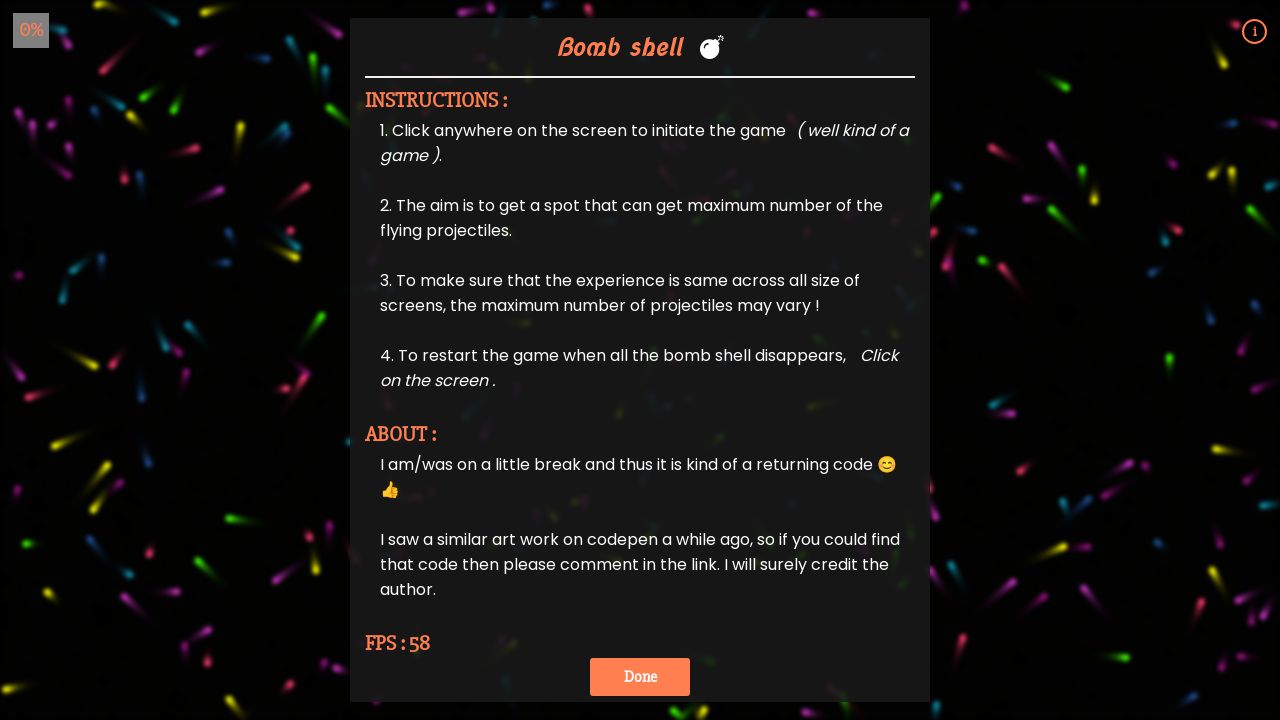 0%
i
Bomb shell 💣
INSTRUCTIONS :
1. Click anywhere on the screen to initiate the game ( well kind of a
game ).
2. The aim is to get a spot that can get maximum number of the
flying projectiles.
3. To make sure that the experience is same across all size of
screens, the maximum number of projectiles may vary !
4. To restart the game when all the bomb shell disappears, Click
on the screen .
ABOUT :
I am/was on a little break and thus it is kind of a returning code 😊
👍
I saw a similar art work on codepen a while ago, so if you could find
that code then please comment in the link. I will surely credit the
author.
FPS : 58
Done